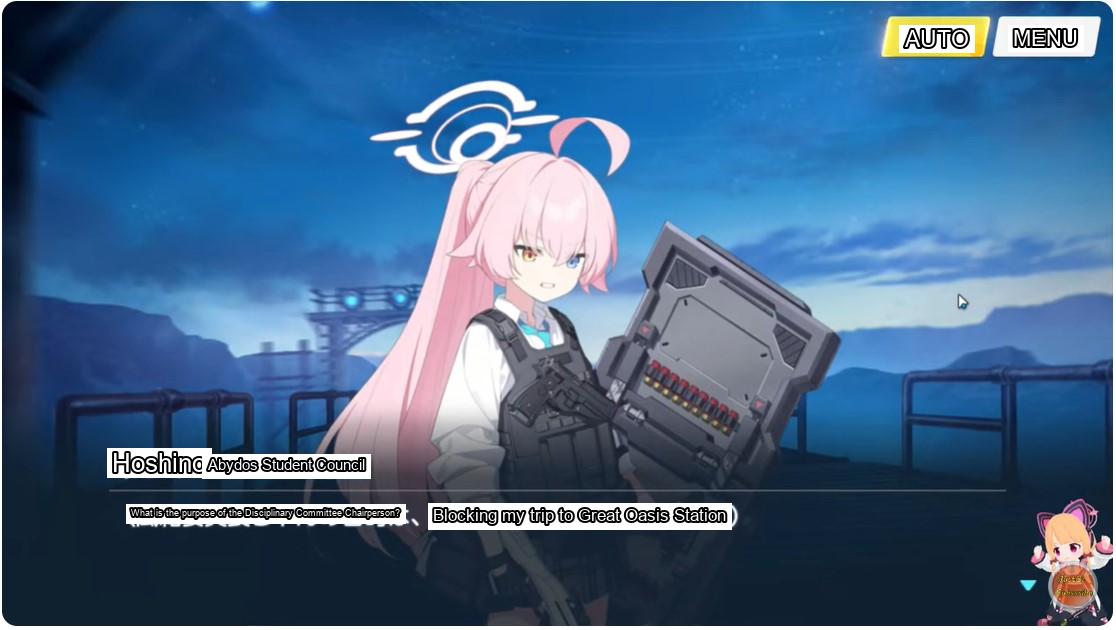 AUTO
MENU
Hoshino Abydos Student Council
What is the purpose of the Disciplinary Committee Chairperson? Blocking my trip to Great Oasis Station